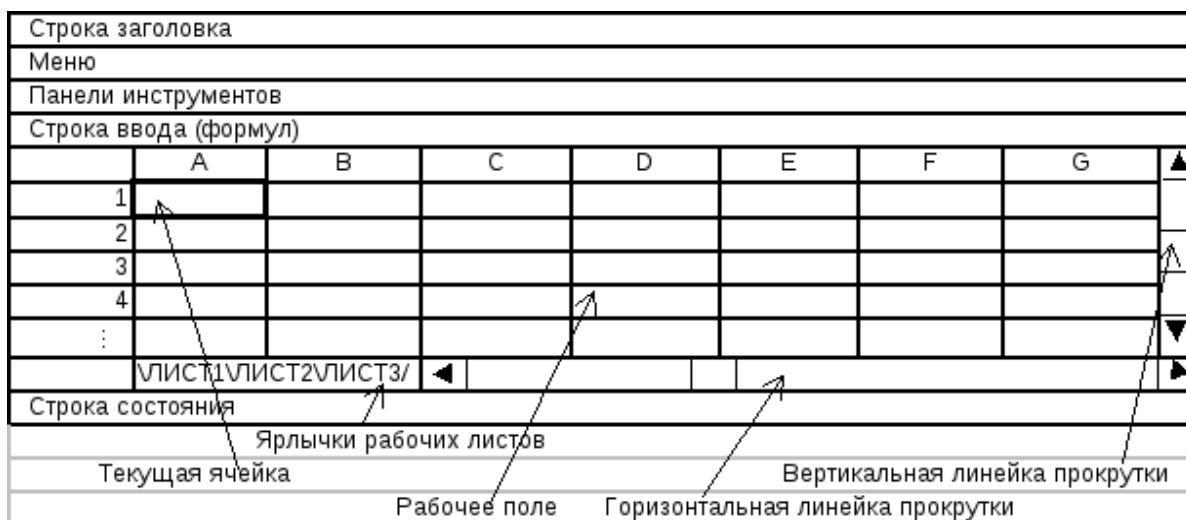 Строка заголовка
Меню
Панели инструментов
Строка ввода (формул)
A B C D E F G
1
2
3
4
⋮
\ЛИСТ1\ЛИСТ2\ЛИСТ3/
Строка состояния
Ярлычки рабочих листов
Текущая ячейка Вертикальная линейка прокрутки
Рабочее поле Горизонтальная линейка прокрутки